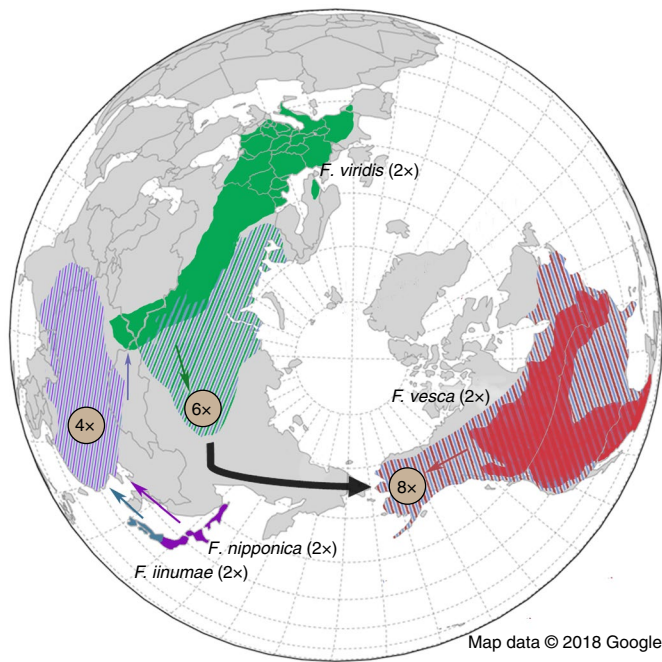 F. viridis (2×)
F. vesca (2×)
6×
4×
8×
F. nipponica (2×)
F. iinumae (2×)
Map data © 2018 Google